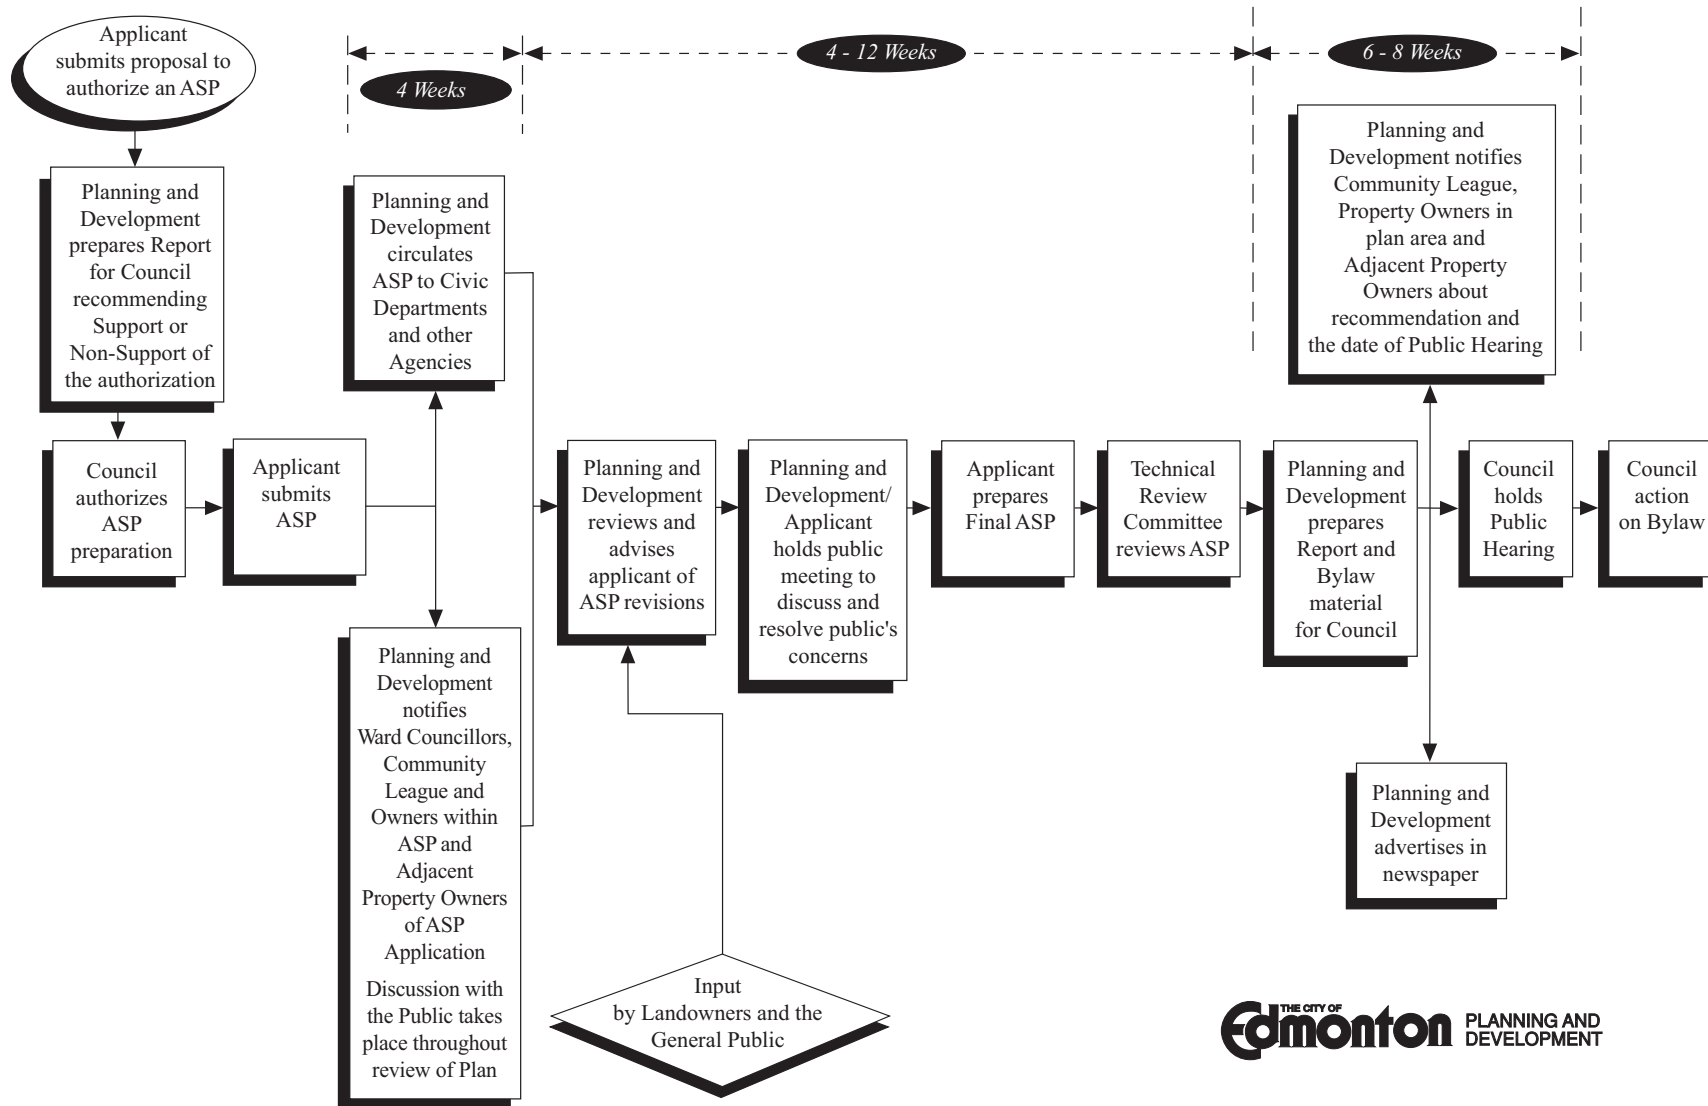 Applicant
submits proposal to
authorize an ASP
4 Weeks
4 - 12 Weeks
6 - 8 Weeks
Planning and
Development
prepares Report
for Council
recommending
Support or
Non-Support of
the authorization
Council
authorizes
ASP
preparation
Applicant
submits
ASP
Planning and
Development
circulates
ASP to Civic
Departments
and other
Agencies
Planning and
Development
notifies
Ward Councillors,
Community
League and
Owners within
ASP and
Adjacent
Property Owners
of ASP
Application
Discussion with
the Public takes
place throughout
review of Plan
Planning and
Development
reviews and
advises
applicant of
ASP revisions
Input
by Landowners and the
General Public
Planning and
Development/
Applicant
holds public
meeting to
discuss and
resolve public's
concerns
Applicant
prepares
Final ASP
Technical
Review
Committee
reviews ASP
Planning and
Development
prepares
Report and
Bylaw
material
for Council
Planning and
Development notifies
Community League,
Property Owners in
plan area and
Adjacent Property
Owners about
recommendation and
the date of Public Hearing
Planning and
Development
advertises in
newspaper
Council
holds
Public
Hearing
Council
action
on Bylaw
THE CITY OF
Edmonton
PLANNING AND
DEVELOPMENT